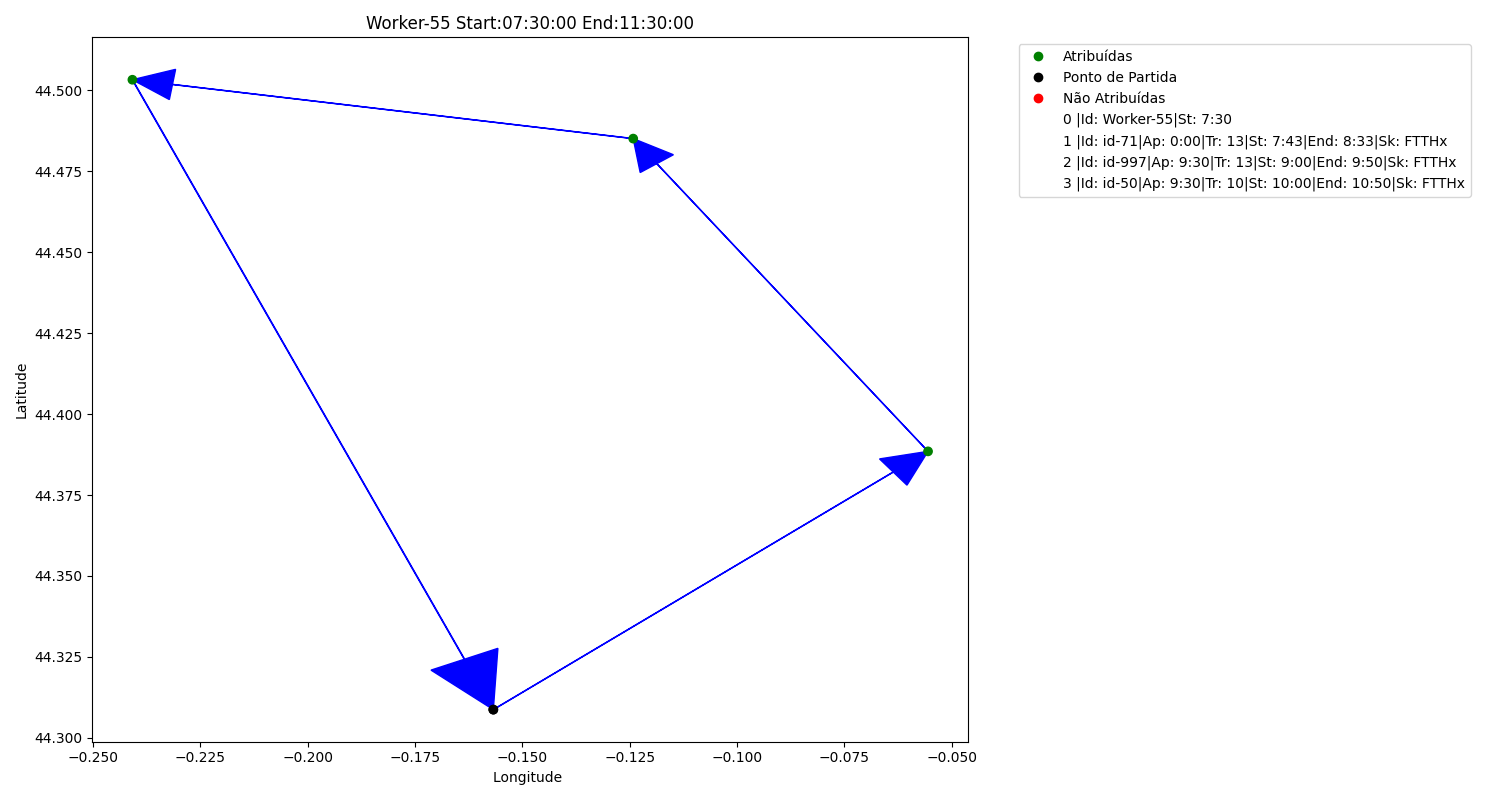 Worker-55 Start:07:30:00 End:11:30:00
Atribuídas
Ponto de Partida
Não Atribuídas
0 |Id: Worker-55|St: 7:30
1 |Id: id-71|Ap: 0:00|Tr: 13|St: 7:43|End: 8:33|Sk: FTTHx
2 |Id: id-997|Ap: 9:30|Tr: 13|St: 9:00|End: 9:50|Sk: FTTHx
3 |Id: id-50|Ap: 9:30|Tr: 10|St: 10:00|End: 10:50|Sk: FTTHx
Latitude
44.500
44.475
44.450
44.425
44.400
44.375
44.350
44.325
44.300
−0.250 −0.225 −0.200 −0.175 −0.150 −0.125 −0.100 −0.075 −0.050
Longitude